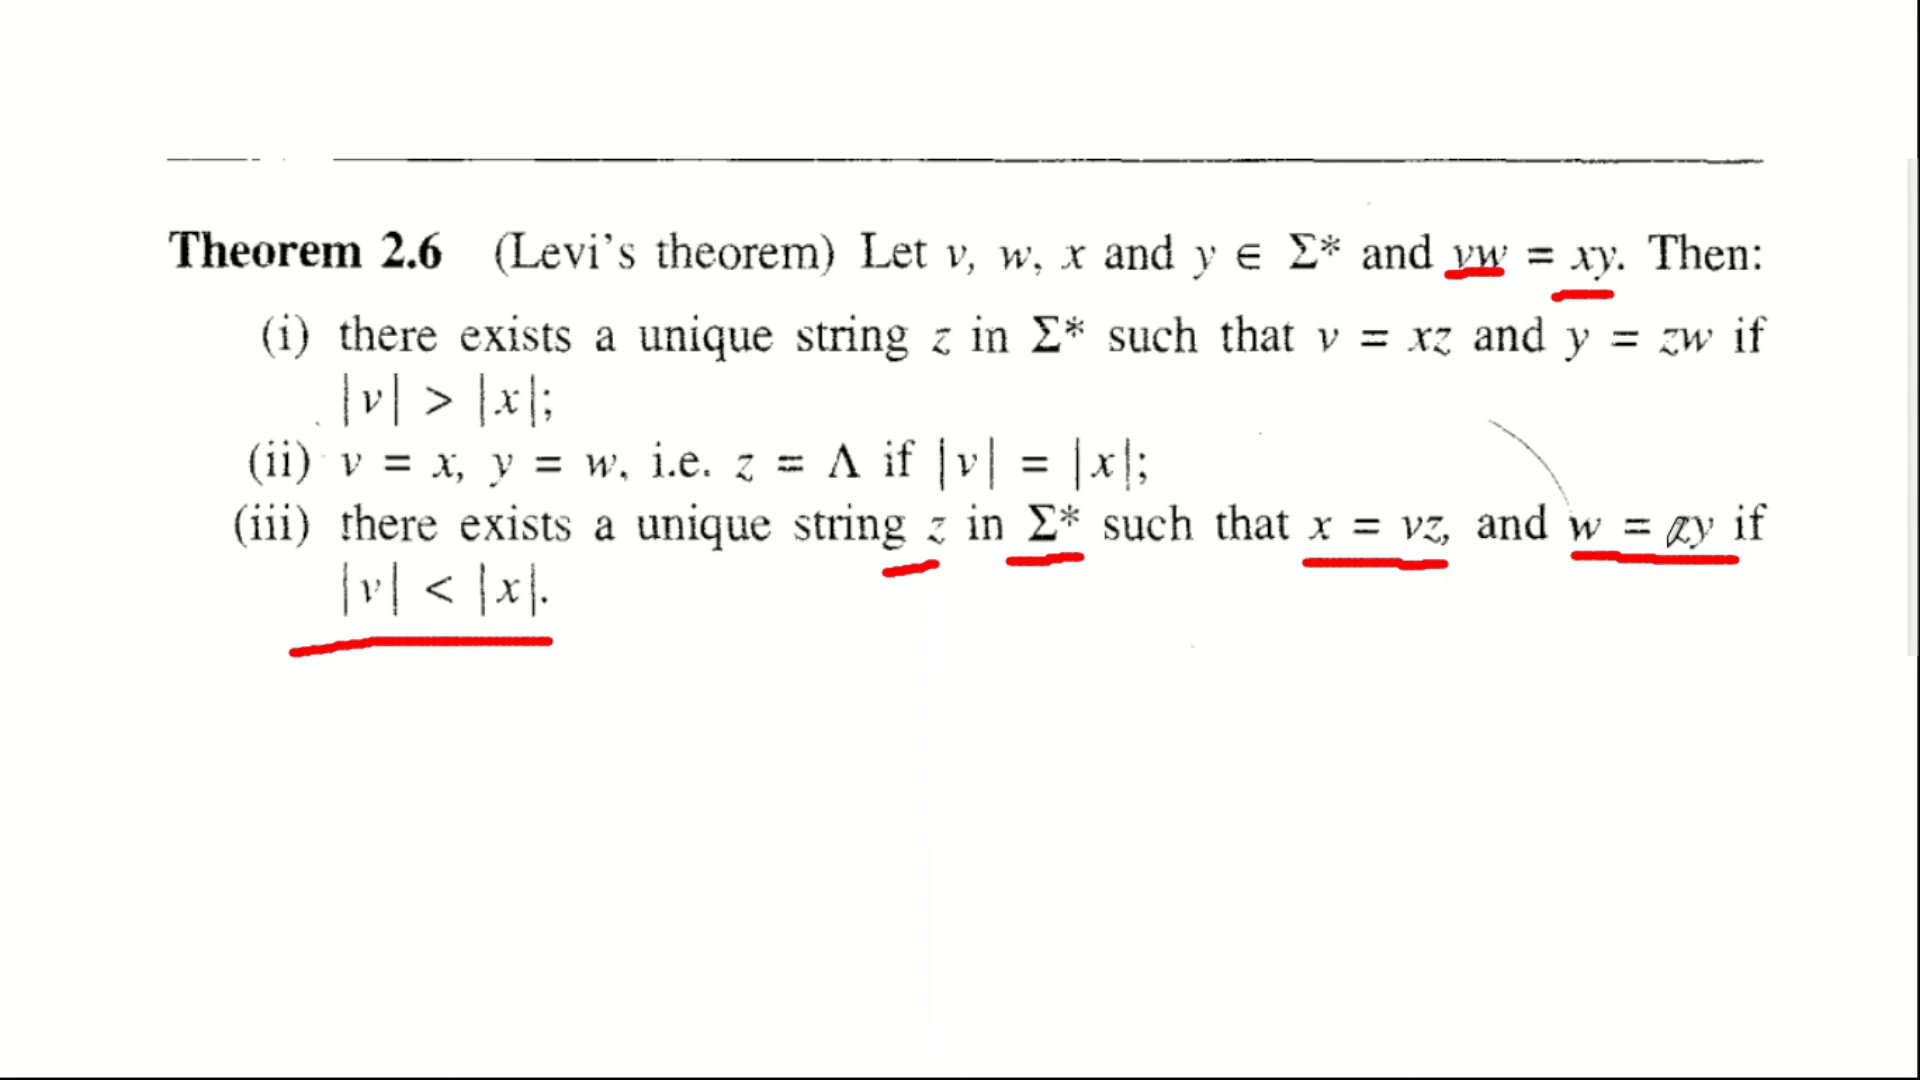 Theorem 2.6 (Levi's theorem) Let v, w, x and y ∈ Σ* and vw = xy. Then:
(i) there exists a unique string z in Σ* such that v = xz and y = zw if
|v| > |x|;
(ii) v = x, y = w, i.e. z = Λ if |v| = |x|;
(iii) there exists a unique string z in Σ* such that x = vz, and w = zy if
|v| < |x|.